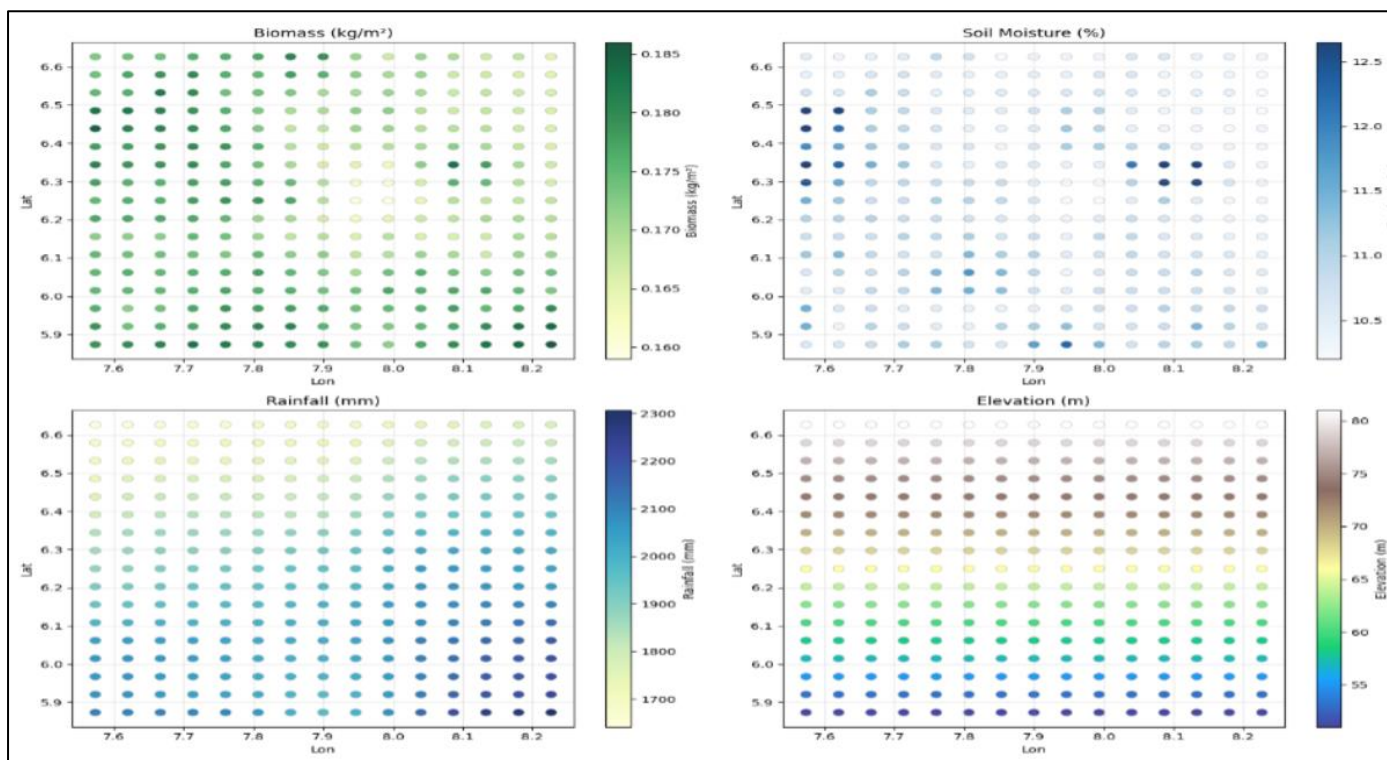 Biomass (kg/m²)
6.6
6.5
6.4
6.3
6.2
6.1
6.0
5.9
Lat
7.6 7.7 7.8 7.9 8.0 8.1 8.2
Lon
0.185
0.180
0.175
0.170
0.165
0.160
Biomass (kg/m²)
Soil Moisture (%)
6.6
6.5
6.4
6.3
6.2
6.1
6.0
5.9
Lat
7.6 7.7 7.8 7.9 8.0 8.1 8.2
Lon
12.5
12.0
11.5
11.0
10.5
Rainfall (mm)
6.6
6.5
6.4
6.3
6.2
6.1
6.0
5.9
Lat
7.6 7.7 7.8 7.9 8.0 8.1 8.2
Lon
2300
2200
2100
2000
1900
1800
1700
Rainfall (mm)
Elevation (m)
6.6
6.5
6.4
6.3
6.2
6.1
6.0
5.9
Lat
7.6 7.7 7.8 7.9 8.0 8.1 8.2
Lon
80
75
70
65
60
55
Elevation (m)